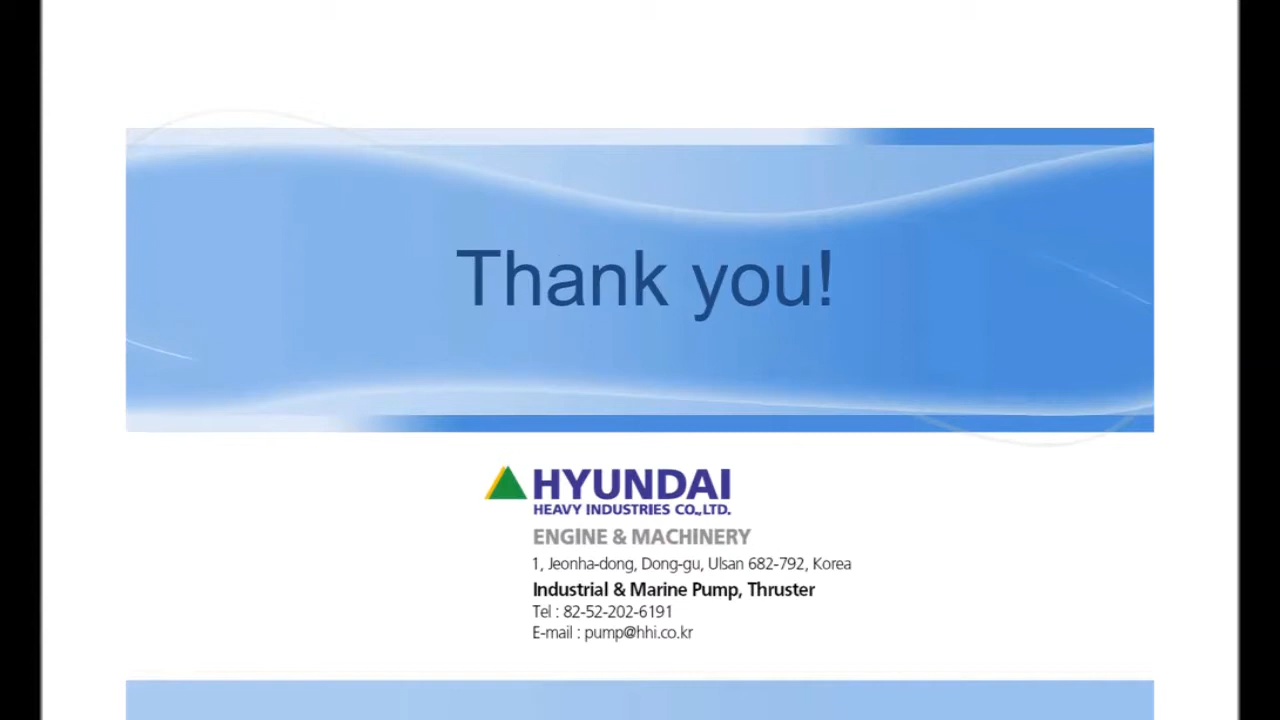 Thank you!
HYUNDAI
HEAVY INDUSTRIES CO.,LTD.
ENGINE & MACHINERY
1, Jeonha-dong, Dong-gu, Ulsan 682-792, Korea
Industrial & Marine Pump, Thruster
Tel : 82-52-202-6191
E-mail : pump@hhi.co.kr